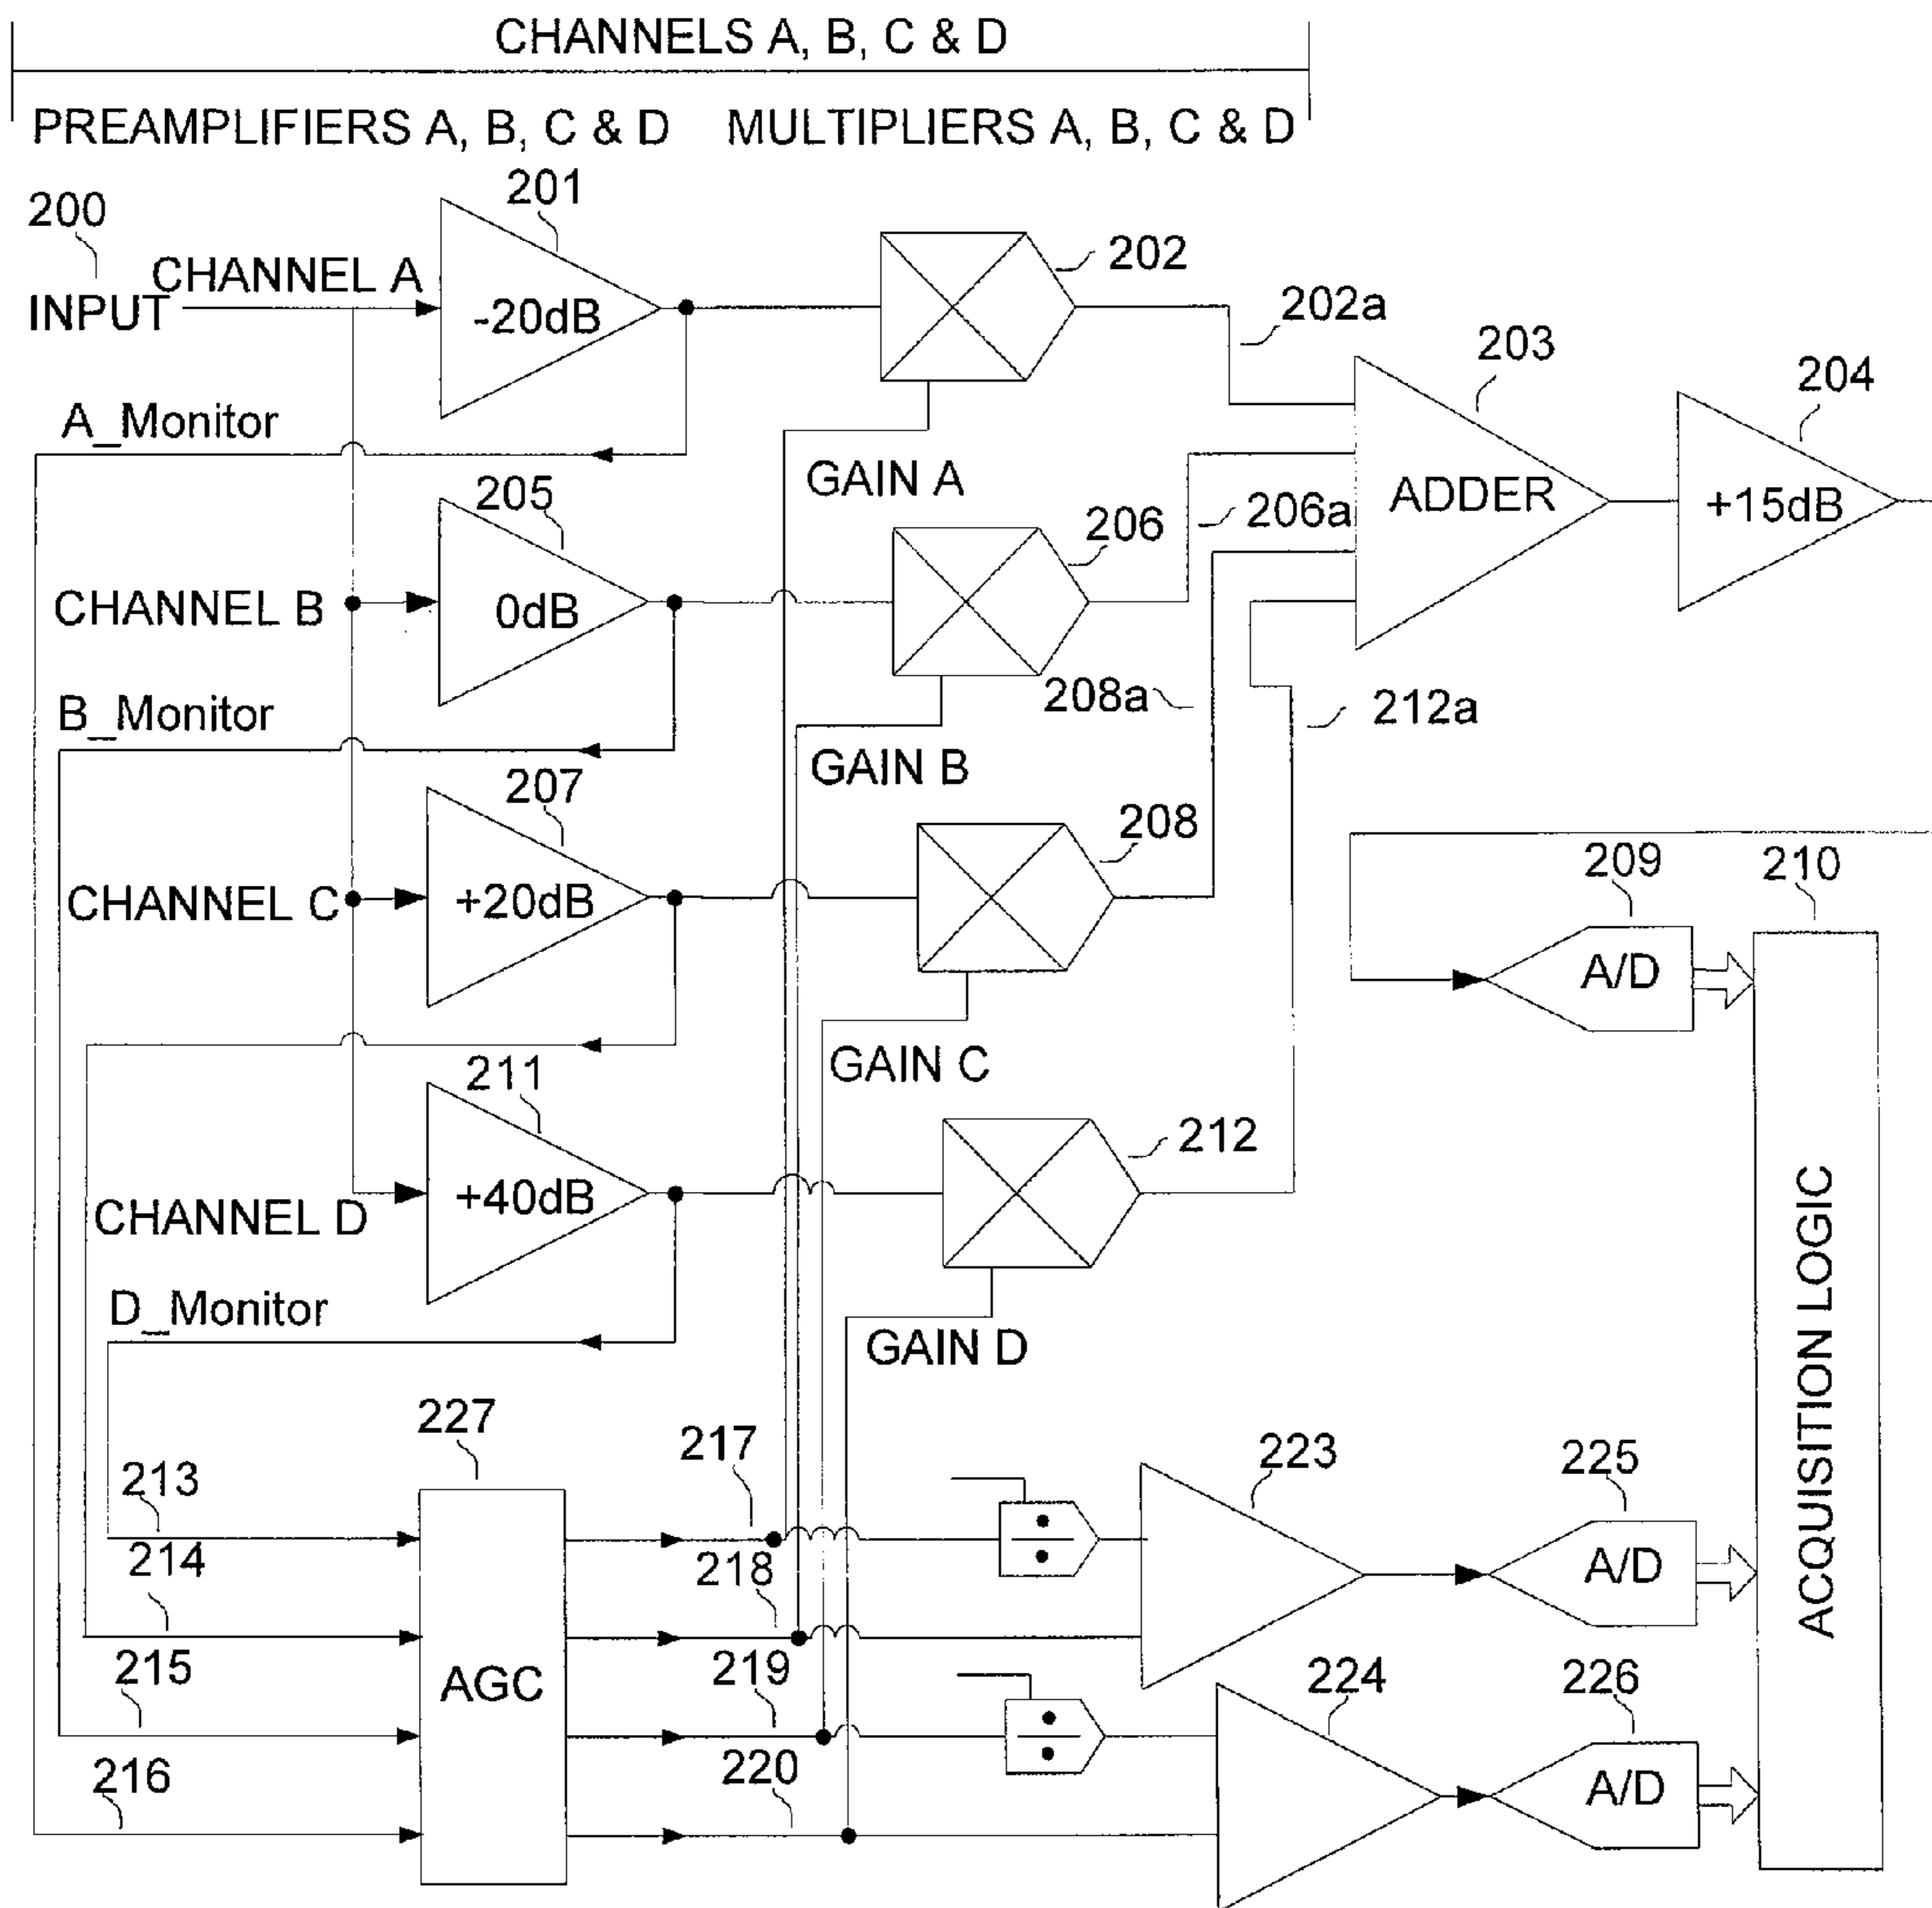 CHANNELS A, B, C & D
PREAMPLIFIERS A, B, C & D
MULTIPLIERS A, B, C & D
200
INPUT
CHANNEL A
201
-20dB
202
202a
203
ADDER
204
+15dB
A_Monitor
GAIN A
205
0dB
CHANNEL B
206
206a
B_Monitor
GAIN B
208a
212a
207
+20dB
CHANNEL C
208
209
A/D
210
ACQUISITION LOGIC
GAIN C
211
+40dB
CHANNEL D
212
D_Monitor
GAIN D
227
AGC
213
214
215
216
217
218
219
220
223
225
A/D
224
226
A/D